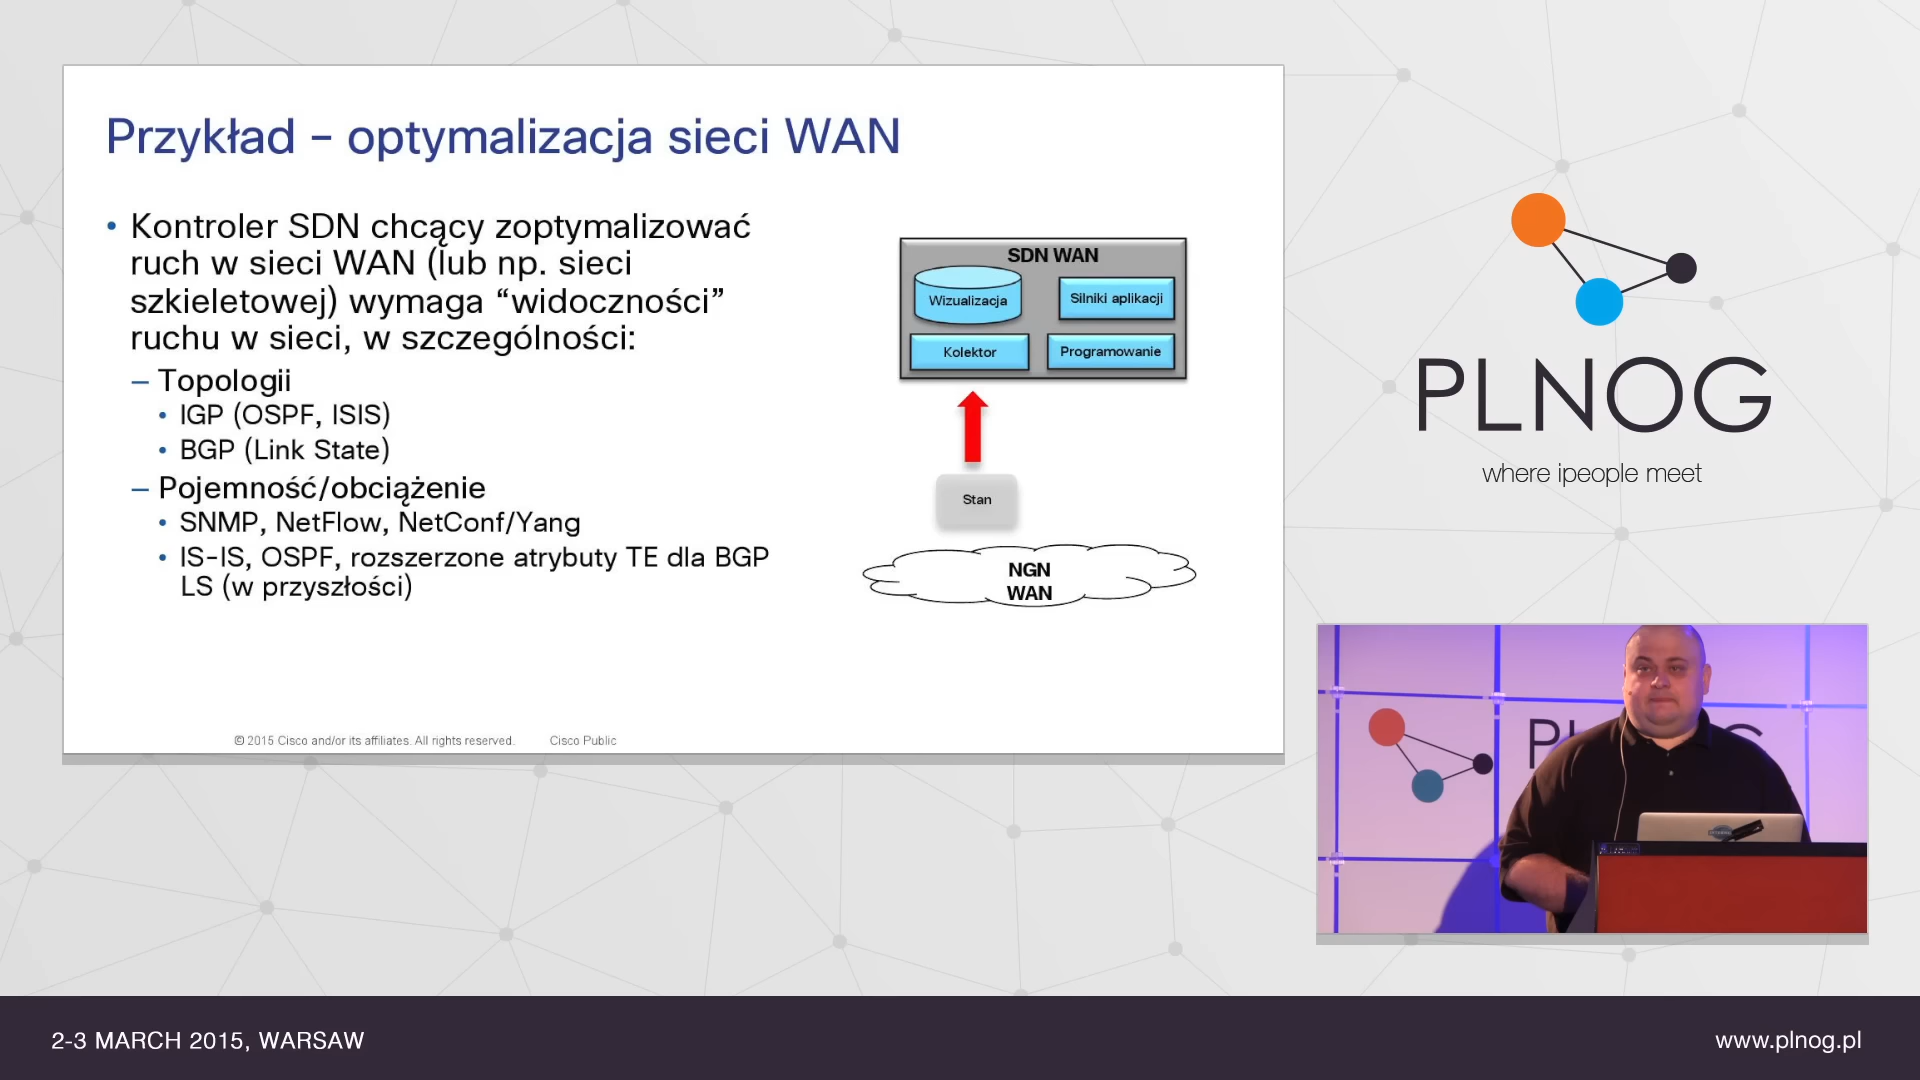 Przykład – optymalizacja sieci WAN
• Kontroler SDN chcący zoptymalizować
ruch w sieci WAN (lub np. sieci
szkieletowej) wymaga “widoczności”
ruchu w sieci, w szczególności:
– Topologii
• IGP (OSPF, ISIS)
• BGP (Link State)
– Pojemność/obciążenie
• SNMP, NetFlow, NetConf/Yang
• IS-IS, OSPF, rozszerzone atrybuty TE dla BGP
LS (w przyszłości)
SDN WAN
Wizualizacja
Silniki aplikacji
Kolektor
Programowanie
Stan
NGN
WAN
© 2015 Cisco and/or its affiliates. All rights reserved.
Cisco Public
PLNOG
where ipeople meet
2-3 MARCH 2015, WARSAW
www.plnog.pl